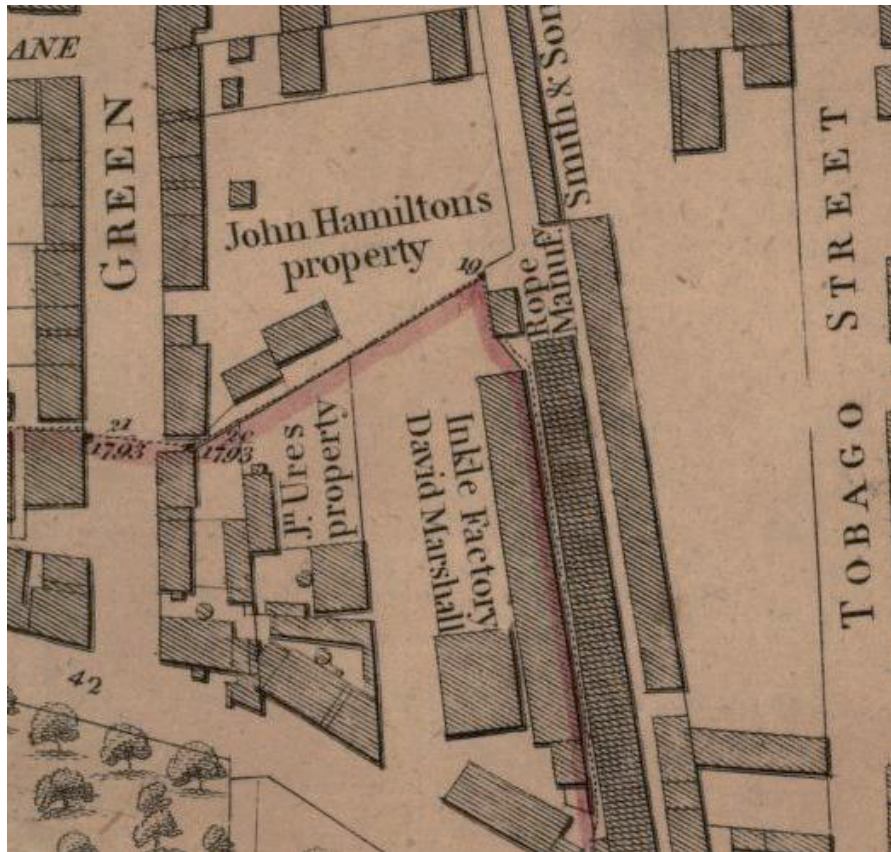 ANE
GREEN
Smith & Son
John Hamiltons
property
19
Rope
Manufy.
TOBAGO STREET
21
1793
20
1793
Jn. Ures
property
Inkle Factory
David Marshall
42